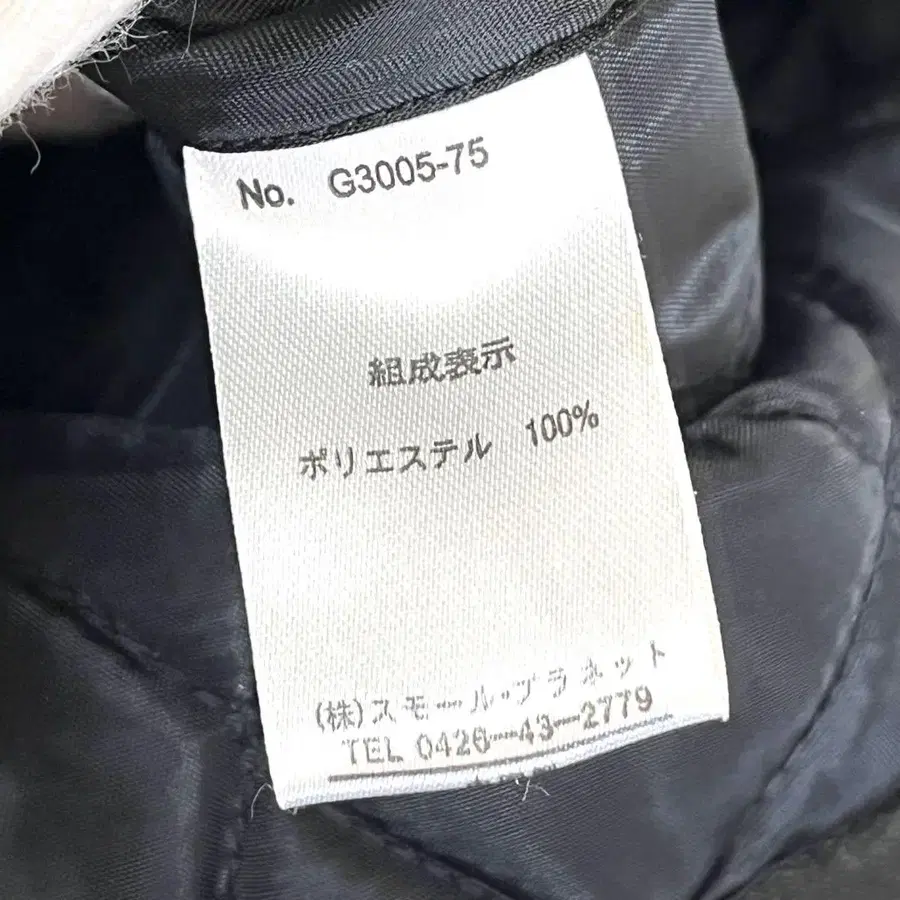 No. G3005-75
組成表示
ポリエステル 100%
(株)スモール・プラネット
TEL 0426-43-2779